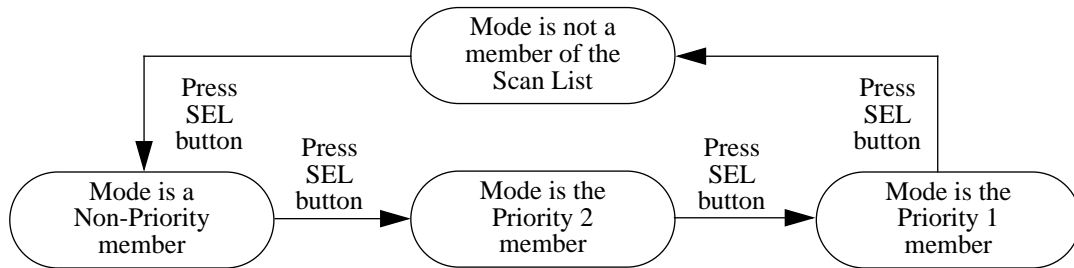 Mode is not a
member of the
Scan List
Press
SEL
button
Press
SEL
button
Press
SEL
button
Press
SEL
button
Mode is a
Non-Priority
member
Mode is the
Priority 2
member
Mode is the
Priority 1
member